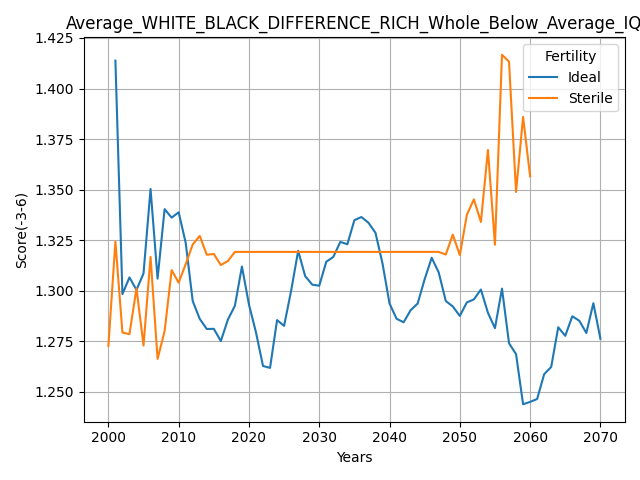 Average_WHITE_BLACK_DIFFERENCE_RICH_Whole_Below_Average_IQ
Fertility
Ideal
Sterile
1.425
1.400
1.375
1.350
1.325
1.300
1.275
1.250
Score(-3-6)
2000 2010 2020 2030 2040 2050 2060 2070
Years